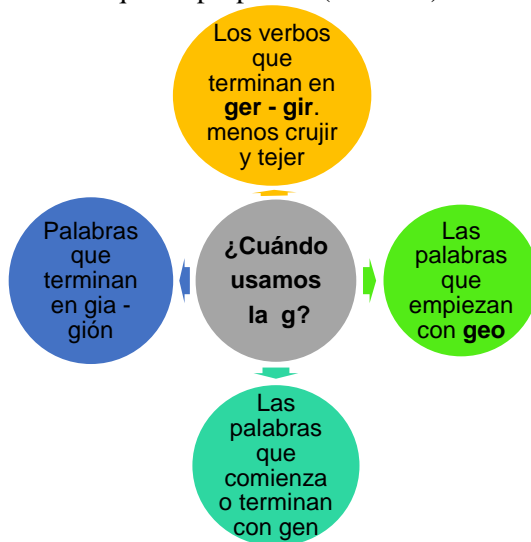 Los verbos
que
terminan en
ger - gir.
menos crujir
y tejer
Palabras
que
terminan
en gia -
gión
¿Cuándo
usamos
la g?
Las
palabras
que
empiezan
con geo
Las
palabras
que
comienza
o terminan
con gen